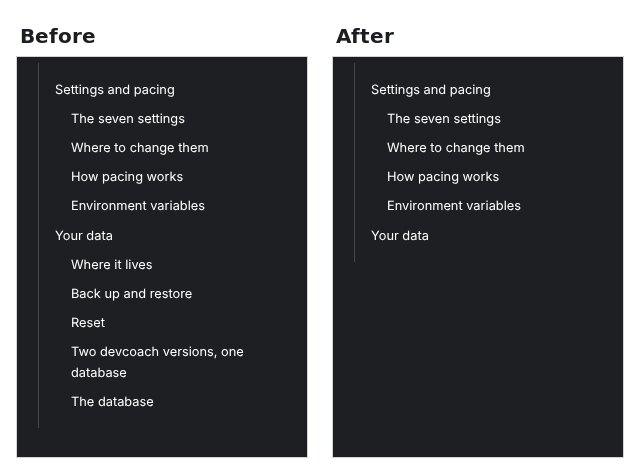 Before
Settings and pacing
The seven settings
Where to change them
How pacing works
Environment variables
Your data
Where it lives
Back up and restore
Reset
Two devcoach versions, one
database
The database
After
Settings and pacing
The seven settings
Where to change them
How pacing works
Environment variables
Your data